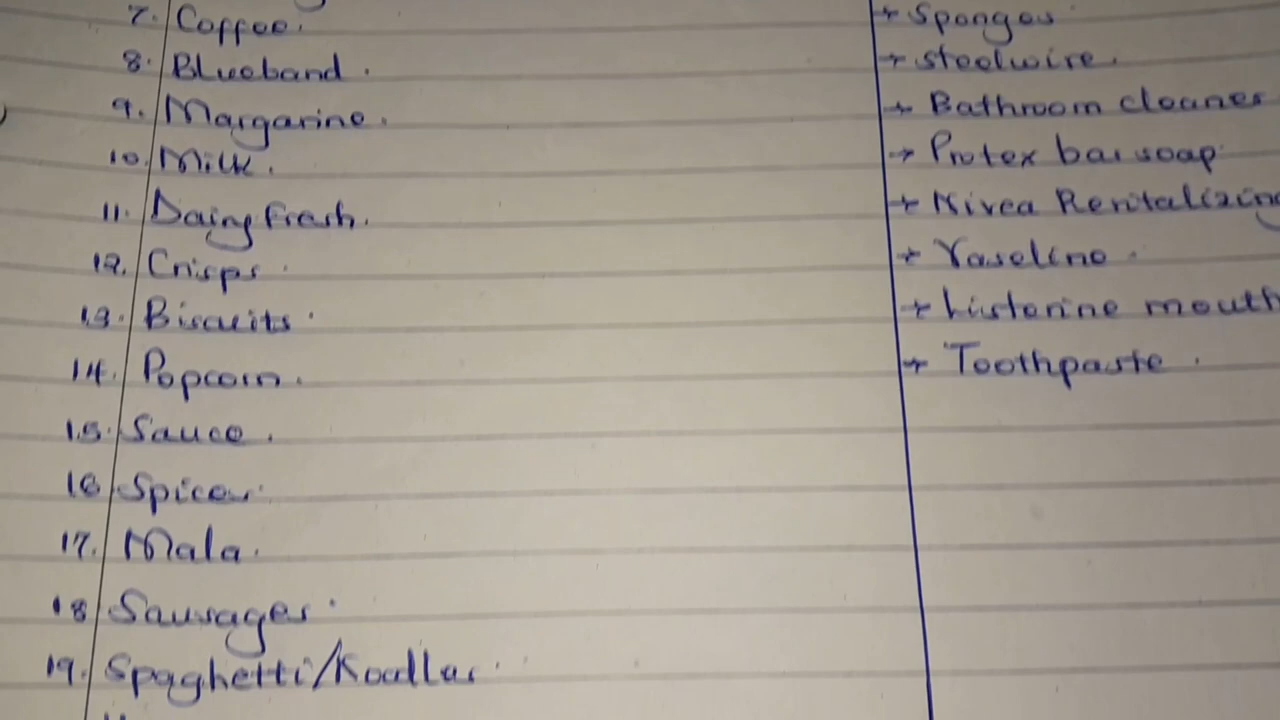 7. Coffee.
8. Blueband.
9. Margarine.
10. Milk.
11. Daing Fresh.
12. Crisps.
13. Biscuits.
14. Popcorn.
15. Sauce.
16 Spices.
17. Mala.
18 Sausages.
19. Spaghetti/
→ Sponges
→ Steelwire.
→ Bathroom cleaner
→ Protex bar soap
→ Nivea Revitalizing
→ Vaseline.
→ Listerine mouth
→ Toothpaste.